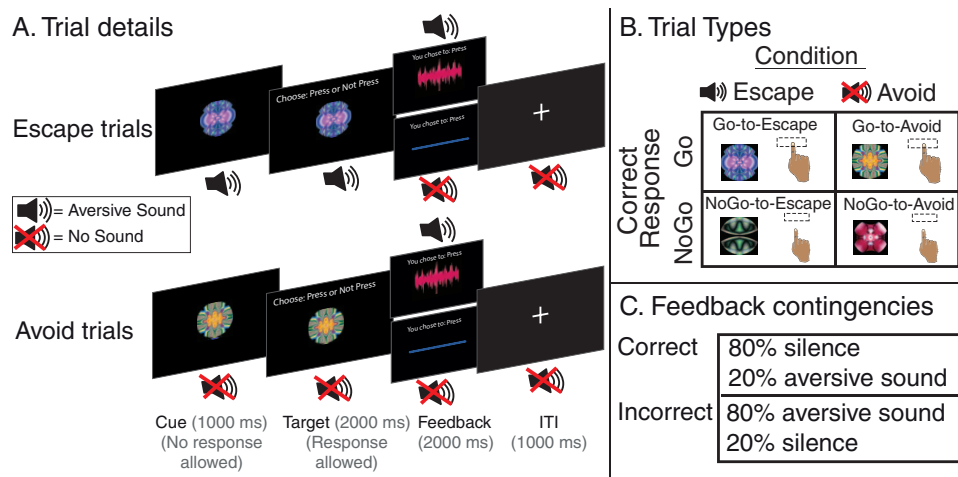 A. Trial details
Escape trials
Choose: Press or Not Press
You chose to: Press
You chose to: Press
= Aversive Sound
= No Sound
Avoid trials
Choose: Press or Not Press
You chose to: Press
You chose to: Press
Cue (1000 ms)
(No response
allowed)
Target (2000 ms)
(Response
allowed)
Feedback
(2000 ms)
ITI
(1000 ms)
B. Trial Types
Condition
Escape
Avoid
Correct
Response
Go
NoGo
Go-to-Escape
Go-to-Avoid
NoGo-to-Escape
NoGo-to-Avoid
C. Feedback contingencies
Correct
80% silence
20% aversive sound
Incorrect
80% aversive sound
20% silence